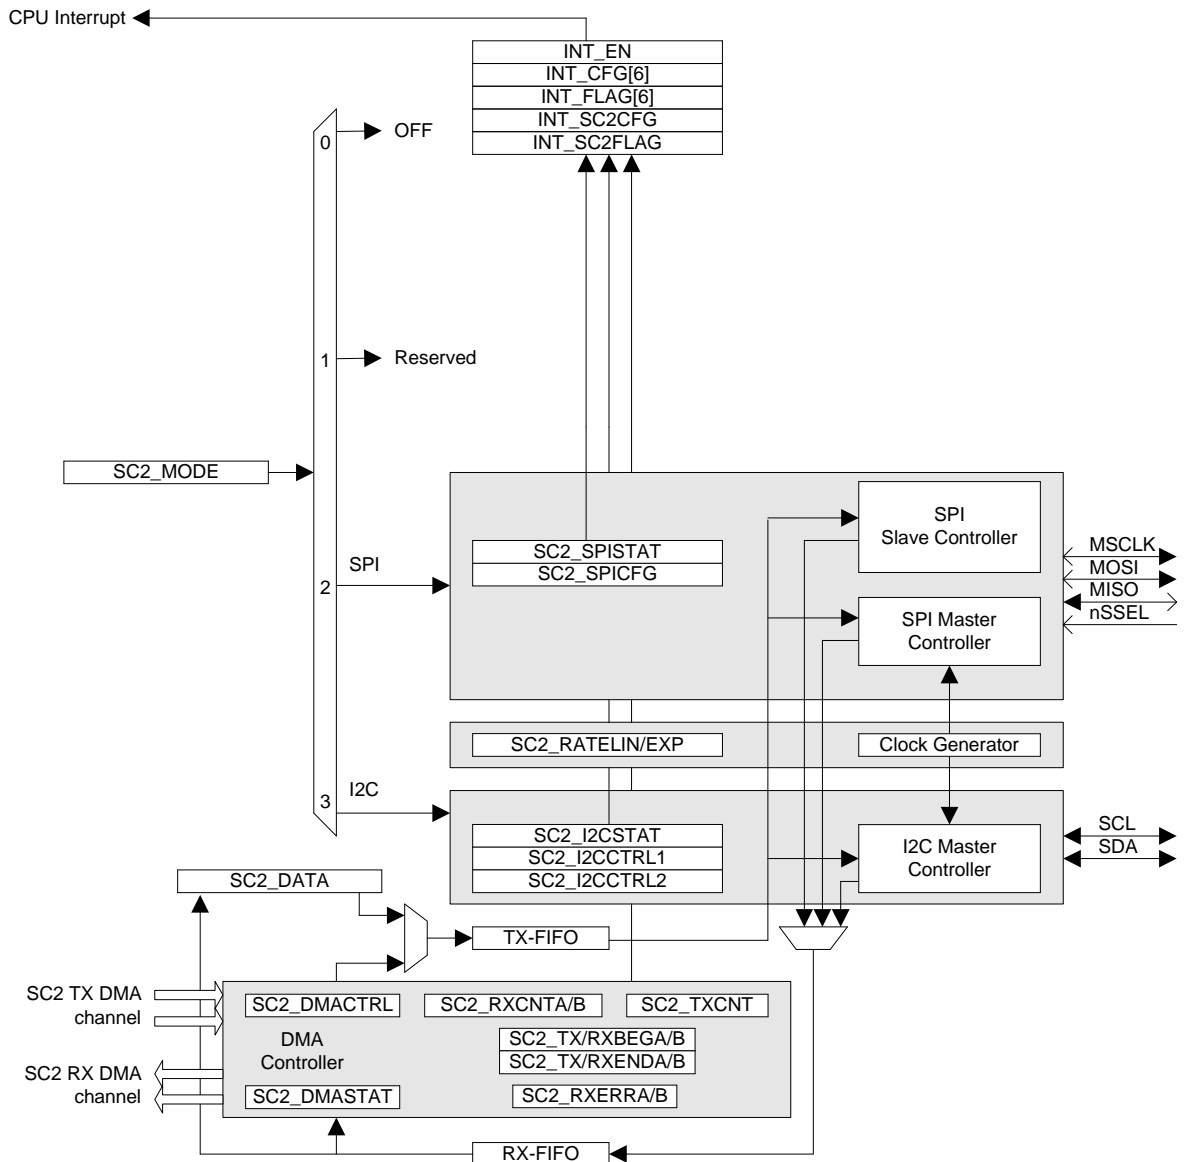 CPU Interrupt
INT_EN
INT_CFG[6]
INT_FLAG[6]
INT_SC2CFG
INT_SC2FLAG
0
OFF
1
Reserved
SC2_MODE
SPI
2
SPI
Slave Controller
SC2_SPISTAT
SC2_SPICFG
MSCLK
MOSI
MISO
nSSEL
SPI Master
Controller
SC2_RATELIN/EXP
Clock Generator
I2C
3
SC2_I2CSTAT
SC2_I2CCTRL1
SC2_I2CCTRL2
I2C Master
Controller
SCL
SDA
SC2_DATA
TX-FIFO
SC2 TX DMA
channel
SC2_DMACTRL
SC2_RXCNTA/B
SC2_TXCNT
DMA
Controller
SC2_TX/RXBEGA/B
SC2_TX/RXENDA/B
SC2 RX DMA
channel
SC2_DMASTAT
SC2_RXERRA/B
RX-FIFO